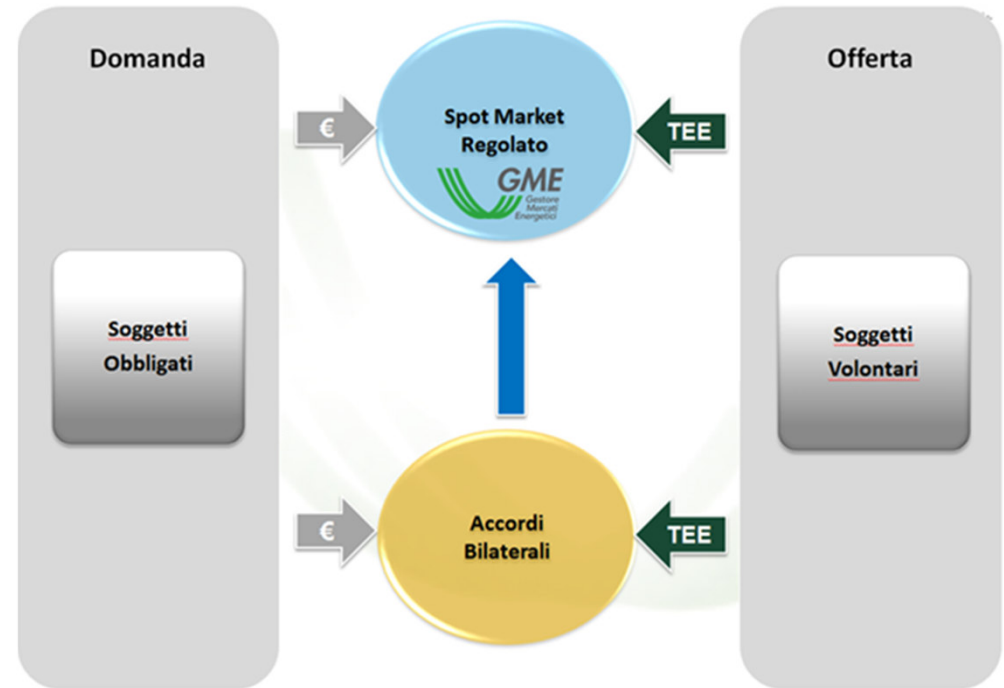 Domanda
Offerta
€
Spot Market
Regolato
GME
Gestore
Mercati
Energetici
TEE
Soggetti
Obbligati
Soggetti
Volontari
€
Accordi
Bilaterali
TEE